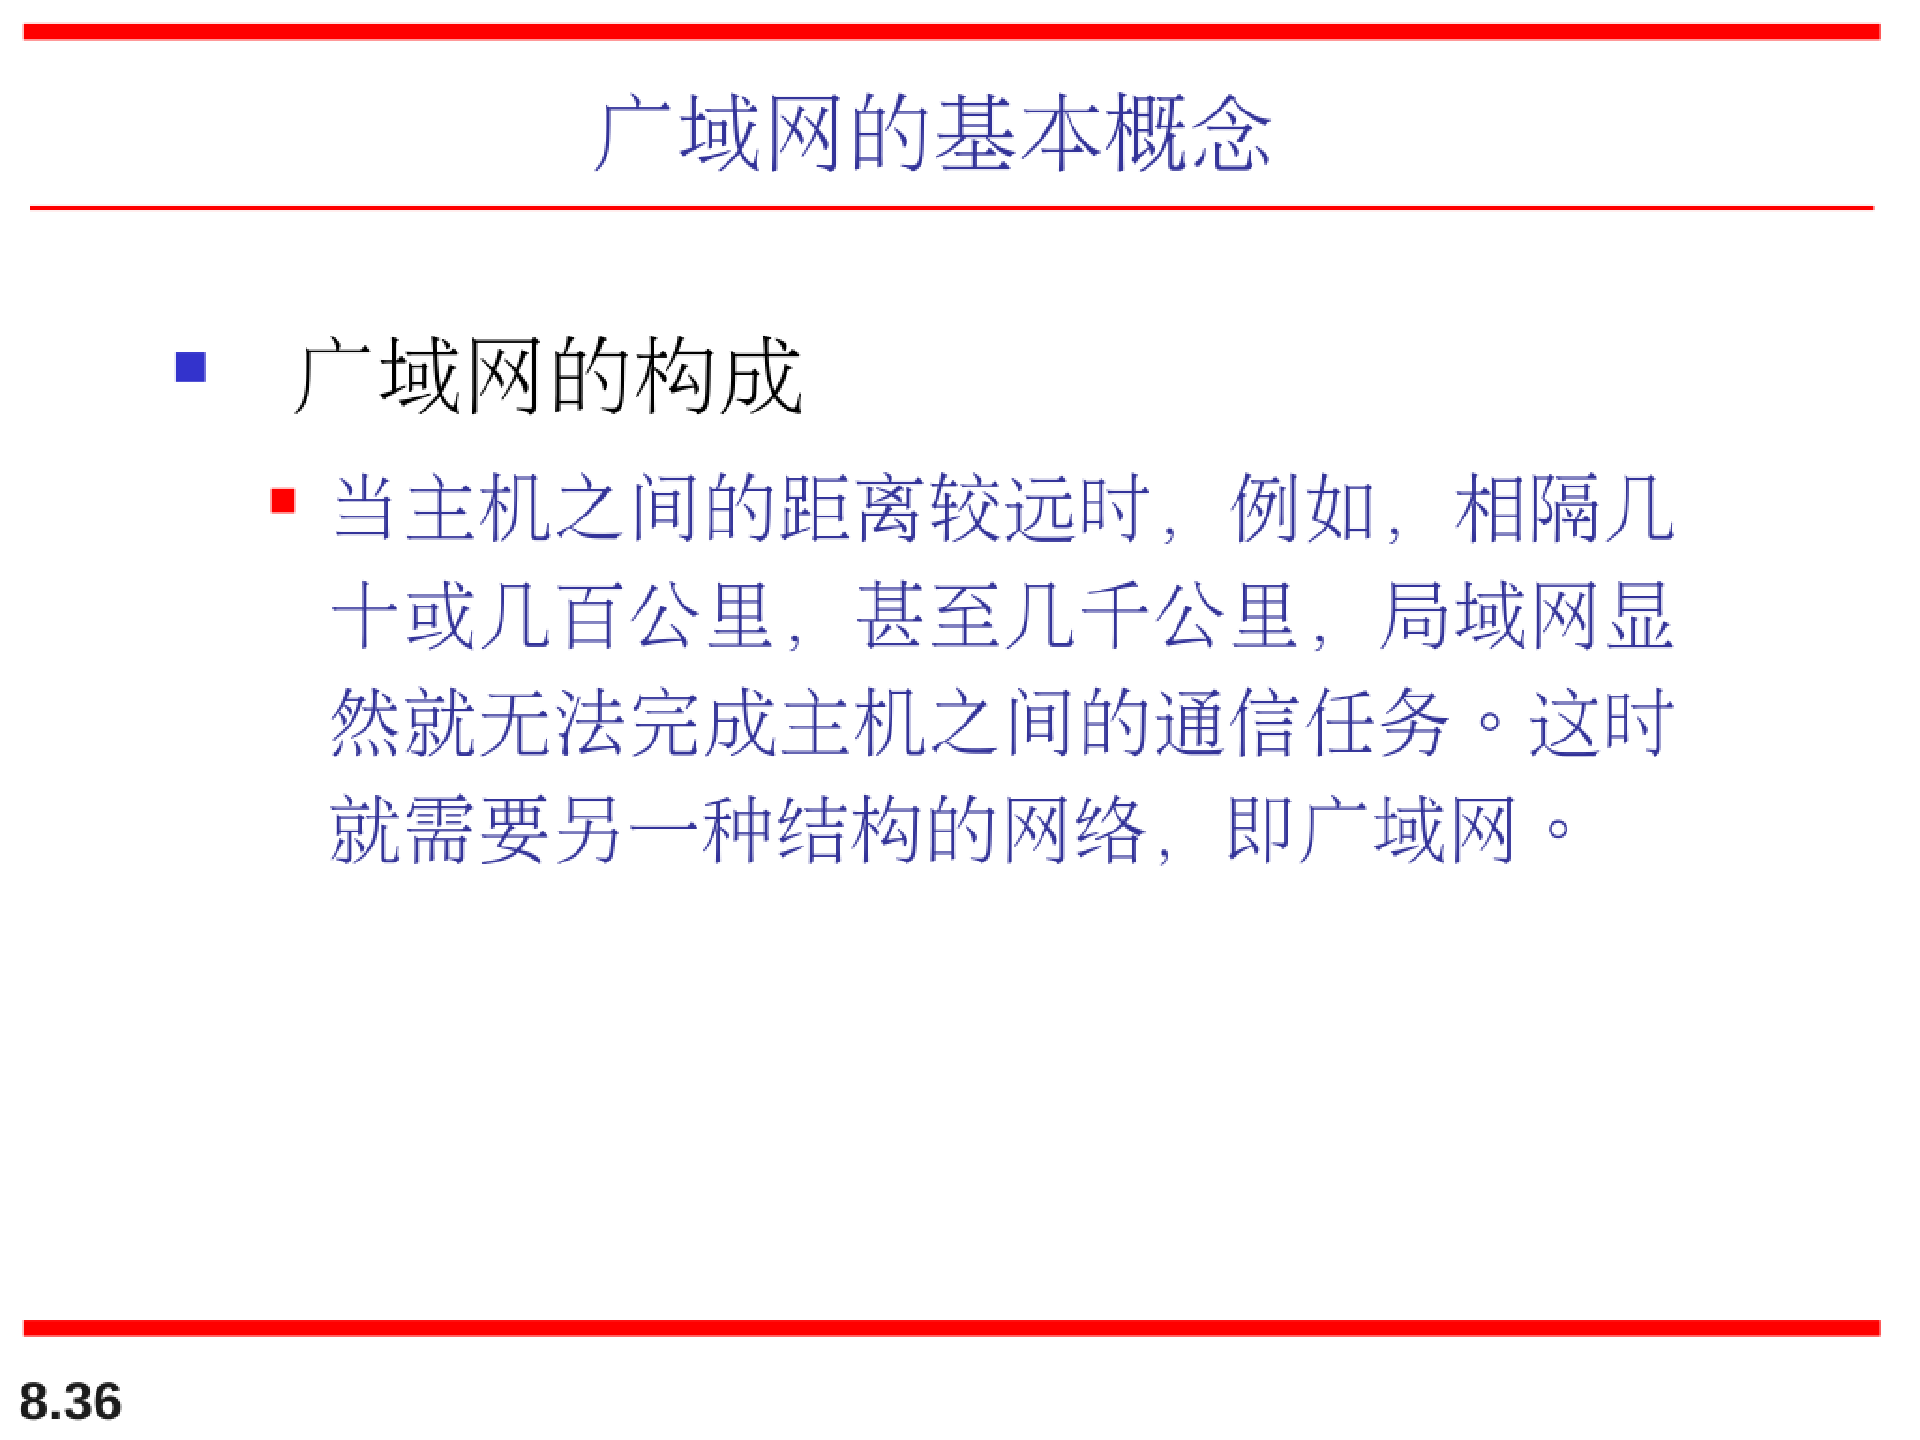 广域网的基本概念
广域网的构成
当主机之间的距离较远时，例如，相隔几
十或几百公里，甚至几千公里，局域网显
然就无法完成主机之间的通信任务。这时
就需要另一种结构的网络，即广域网。
8.36